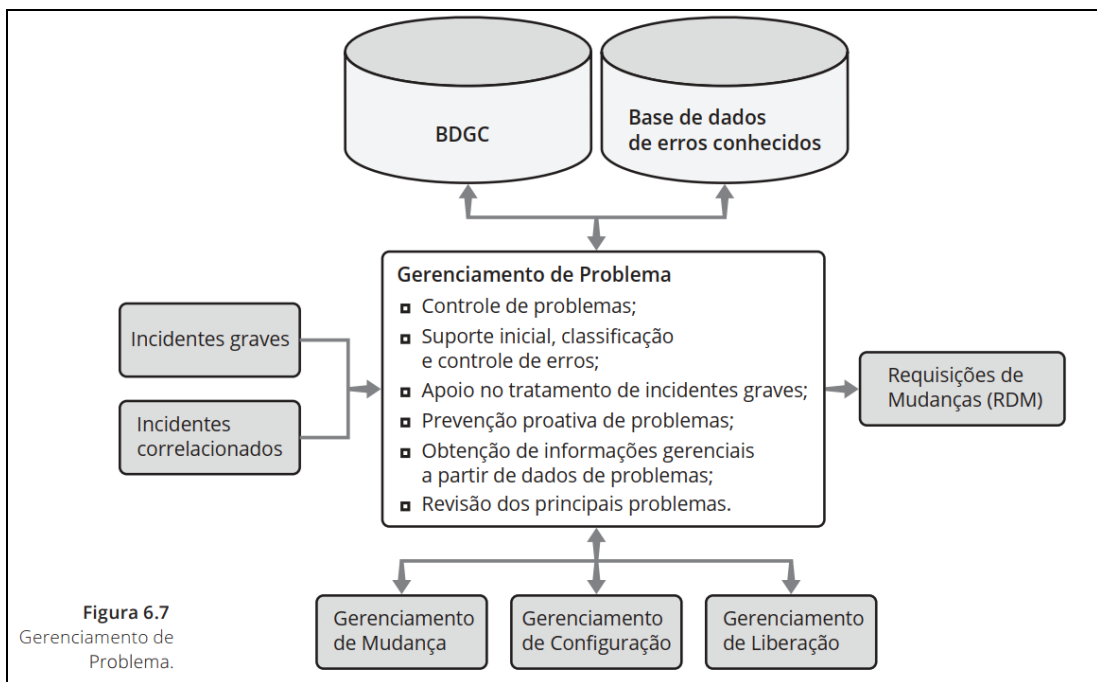 BDGC
Base de dados
de erros conhecidos
Gerenciamento de Problema
Controle de problemas;
Suporte inicial, classificação
e controle de erros;
Apoio no tratamento de incidentes graves;
Prevenção proativa de problemas;
Obtenção de informações gerenciais
a partir de dados de problemas;
Revisão dos principais problemas.
Incidentes graves
Incidentes
correlacionados
Requisições de
Mudanças (RDM)
Gerenciamento
de Mudança
Gerenciamento
de Configuração
Gerenciamento
de Liberação
Figura 6.7
Gerenciamento de
Problema.